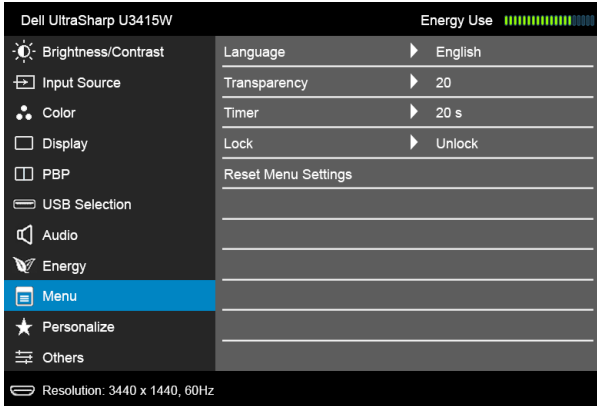 Dell UltraSharp U3415W Energy Use
Brightness/Contrast Language English
Input Source Transparency 20
Color Timer 20 s
Display Lock Unlock
PBP Reset Menu Settings
USB Selection
Audio
Energy
Menu
Personalize
Others
Resolution: 3440 x 1440, 60Hz